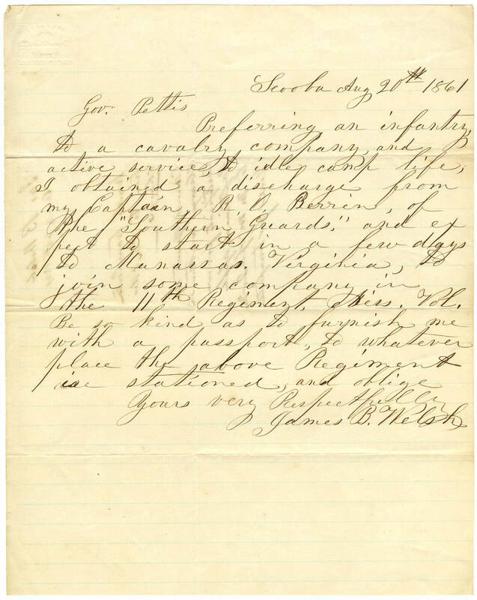 Scooba Aug 20th 1861
Gov. Pettis
Preferring an infantry,
to a cavalry company, and
active service, to idle camp life,
I obtained a discharge from
my Captain, R. O. Berren, of
the "Southern Guards," and ex
pect to start in a few days
to Manassas, Virginia, to
join some company in
the 11th Regiment, Miss. Vol.
Be so kind as to furnish me
with a passport, to whatever
place the above Regiment
is stationed, and oblige
Yours very Respectfully
James B. Welsh